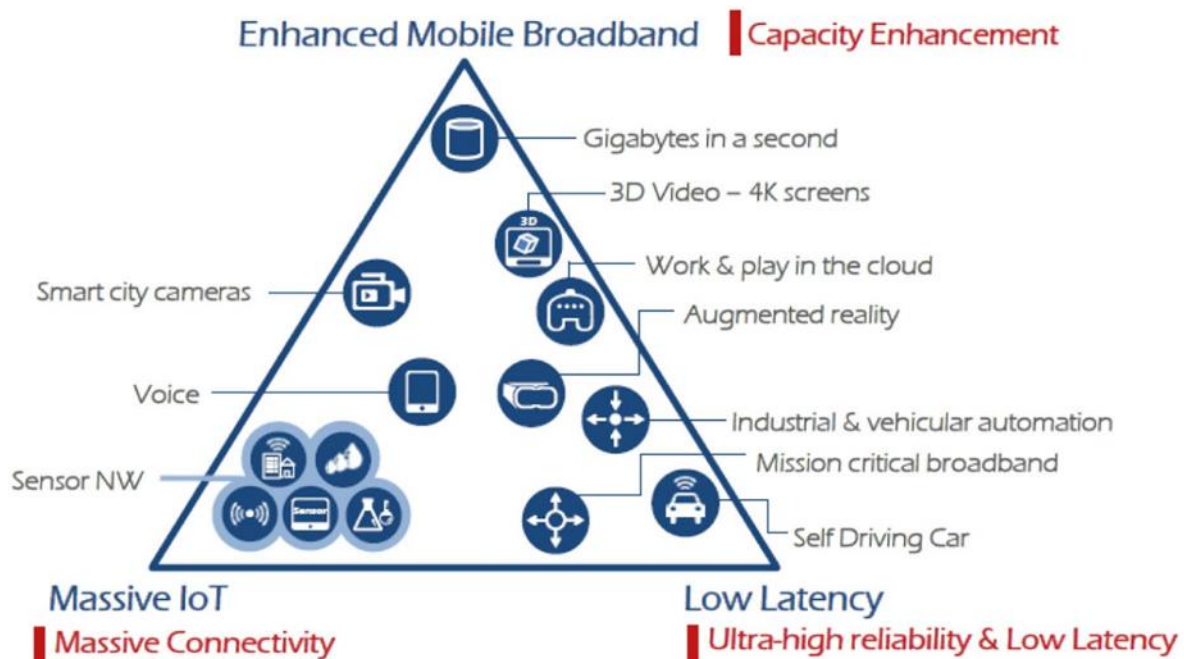 Enhanced Mobile Broadband
Capacity Enhancement
Gigabytes in a second
3D Video – 4K screens
3D
Work & play in the cloud
Smart city cameras
Augmented reality
Voice
Industrial & vehicular automation
Mission critical broadband
Sensor NW
Sensor
Self Driving Car
Massive IoT
Low Latency
Massive Connectivity
Ultra-high reliability & Low Latency